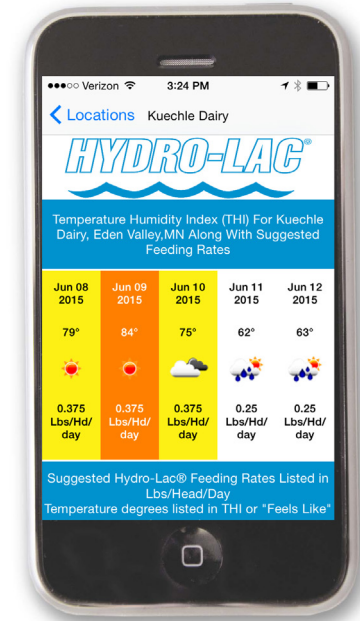 Verizon 3:24 PM
Locations Kuechle Dairy
HYDRO-LAC®
Temperature Humidity Index (THI) For Kuechle
Dairy, Eden Valley,MN Along With Suggested
Feeding Rates
Jun 08 Jun 09 Jun 10 Jun 11 Jun 12
2015 2015 2015 2015 2015
79° 84° 75° 62° 63°
0.375 0.375 0.375 0.25 0.25
Lbs/Hd/ Lbs/Hd/ Lbs/Hd/ Lbs/Hd/ Lbs/Hd/
day day day day day
Suggested Hydro-Lac® Feeding Rates Listed in
Lbs/Head/Day
Temperature degrees listed in THI or "Feels Like"